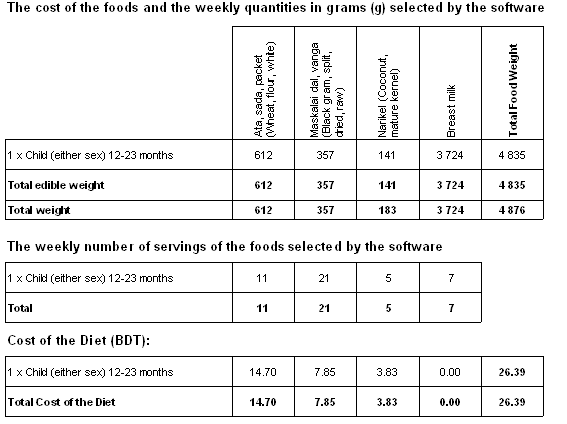 The cost of the foods and the weekly quantities in grams (g) selected by the software
Ata, sada, packet
(Wheat, flour, white)
Maskalai dal, vanga
(Black gram, split,
dried, raw)
Narikel (Coconut,
mature kernel)
Breast milk
Total Food Weight
1 x Child (either sex) 12-23 months 612 357 141 3 724 4 835
Total edible weight 612 357 141 3 724 4 835
Total weight 612 357 183 3 724 4 876
The weekly number of servings of the foods selected by the software
1 x Child (either sex) 12-23 months 11 21 5 7
Total 11 21 5 7
Cost of the Diet (BDT):
1 x Child (either sex) 12-23 months 14.70 7.85 3.83 0.00 26.39
Total Cost of the Diet 14.70 7.85 3.83 0.00 26.39